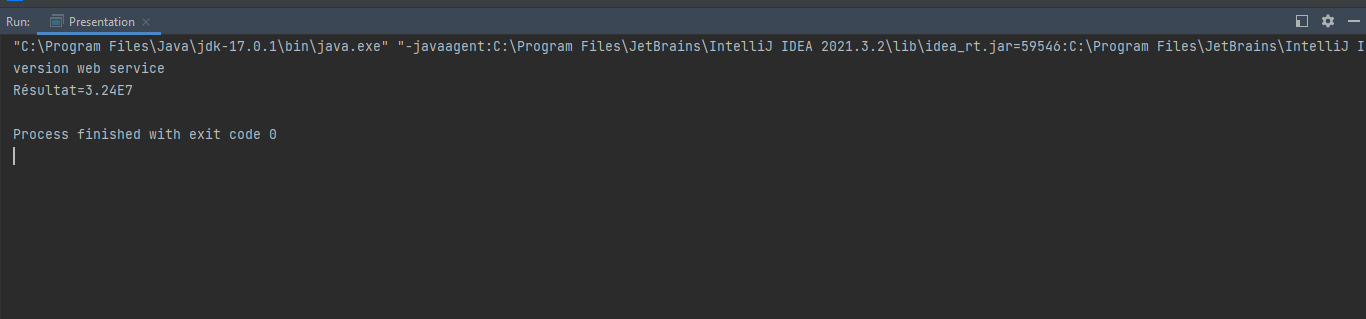 Run: Presentation
"C:\Program Files\Java\jdk-17.0.1\bin\java.exe" "-javaagent:C:\Program Files\JetBrains\IntelliJ IDEA 2021.3.2\lib\idea_rt.jar=59546:C:\Program Files\JetBrains\IntelliJ I
version web service
Résultat=3.24E7
Process finished with exit code 0